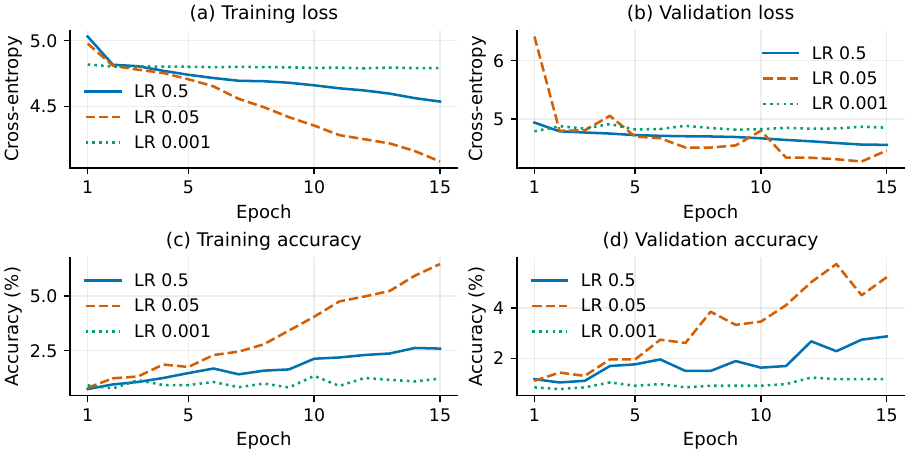 (a) Training loss
Cross-entropy
5.0
4.5
LR 0.5
LR 0.05
LR 0.001
1
5
10
15
Epoch
(b) Validation loss
Cross-entropy
6
5
LR 0.5
LR 0.05
LR 0.001
1
5
10
15
Epoch
(c) Training accuracy
Accuracy (%)
5.0
2.5
LR 0.5
LR 0.05
LR 0.001
1
5
10
15
Epoch
(d) Validation accuracy
Accuracy (%)
4
2
LR 0.5
LR 0.05
LR 0.001
1
5
10
15
Epoch